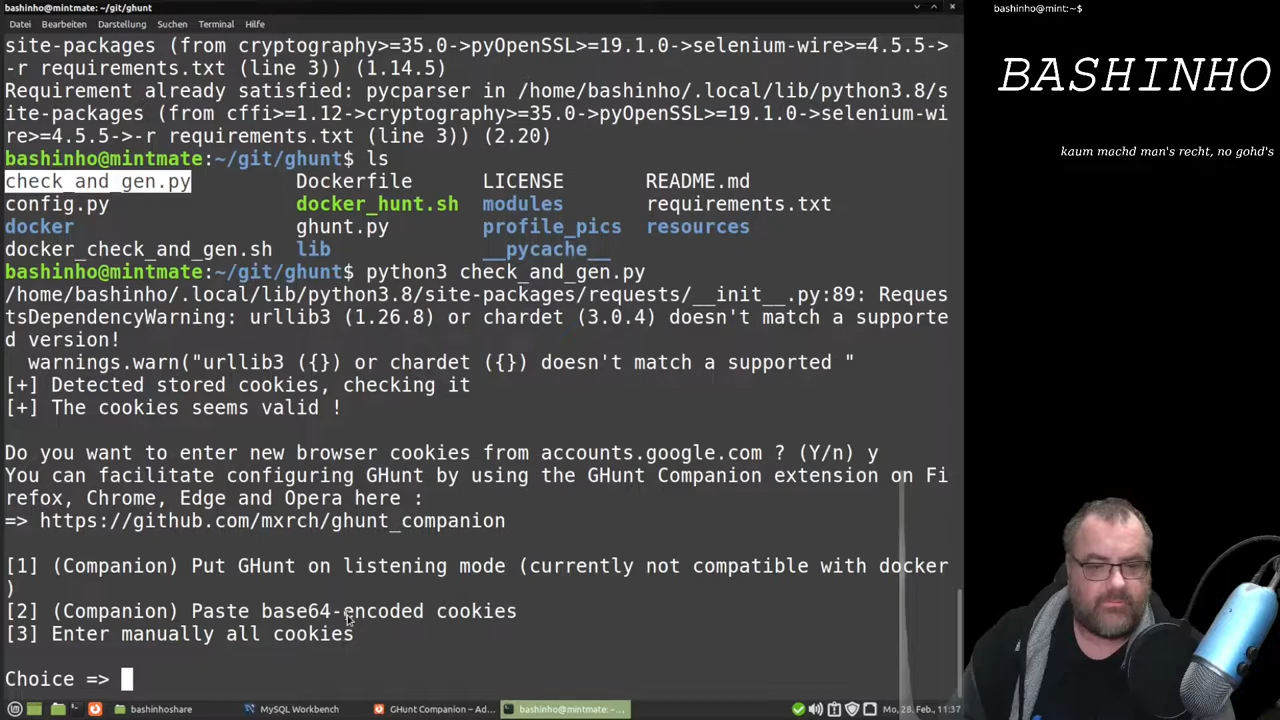 bashinho@mintmate: ~/git/ghunt
Datei Bearbeiten Darstellung Suchen Terminal Hilfe
site-packages (from cryptography>=35.0->pyOpenSSL>=19.1.0->selenium-wire>=4.5.5->
-r requirements.txt (line 3)) (1.14.5)
Requirement already satisfied: pycparser in /home/bashinho/.local/lib/python3.8/s
ite-packages (from cffi>=1.12->cryptography>=35.0->pyOpenSSL>=19.1.0->selenium-wi
re>=4.5.5->-r requirements.txt (line 3)) (2.20)
bashinho@mintmate:~/git/ghunt$ ls
check_and_gen.py Dockerfile LICENSE README.md
config.py docker_hunt.sh modules requirements.txt
docker ghunt.py profile_pics resources
docker_check_and_gen.sh lib __pycache__
bashinho@mintmate:~/git/ghunt$ python3 check_and_gen.py
/home/bashinho/.local/lib/python3.8/site-packages/requests/__init__.py:89: Reques
tsDependencyWarning: urllib3 (1.26.8) or chardet (3.0.4) doesn't match a supporte
d version!
warnings.warn("urllib3 ({}) or chardet ({}) doesn't match a supported "
[+] Detected stored cookies, checking it
[+] The cookies seems valid !
Do you want to enter new browser cookies from accounts.google.com ? (Y/n) y
You can facilitate configuring GHunt by using the GHunt Companion extension on Fi
refox, Chrome, Edge and Opera here :
=> https://github.com/mxrch/ghunt_companion
[1] (Companion) Put GHunt on listening mode (currently not compatible with docker
)
[2] (Companion) Paste base64-encoded cookies
[3] Enter manually all cookies
Choice =>
bashinhoshare MySQL Workbench GHunt Companion – Ad... bashinho@mintmate: ~... Mo, 28. Feb., 11:37
bashinho@mint:~$
BASHINHO
kaum machd man's recht, no gohd's